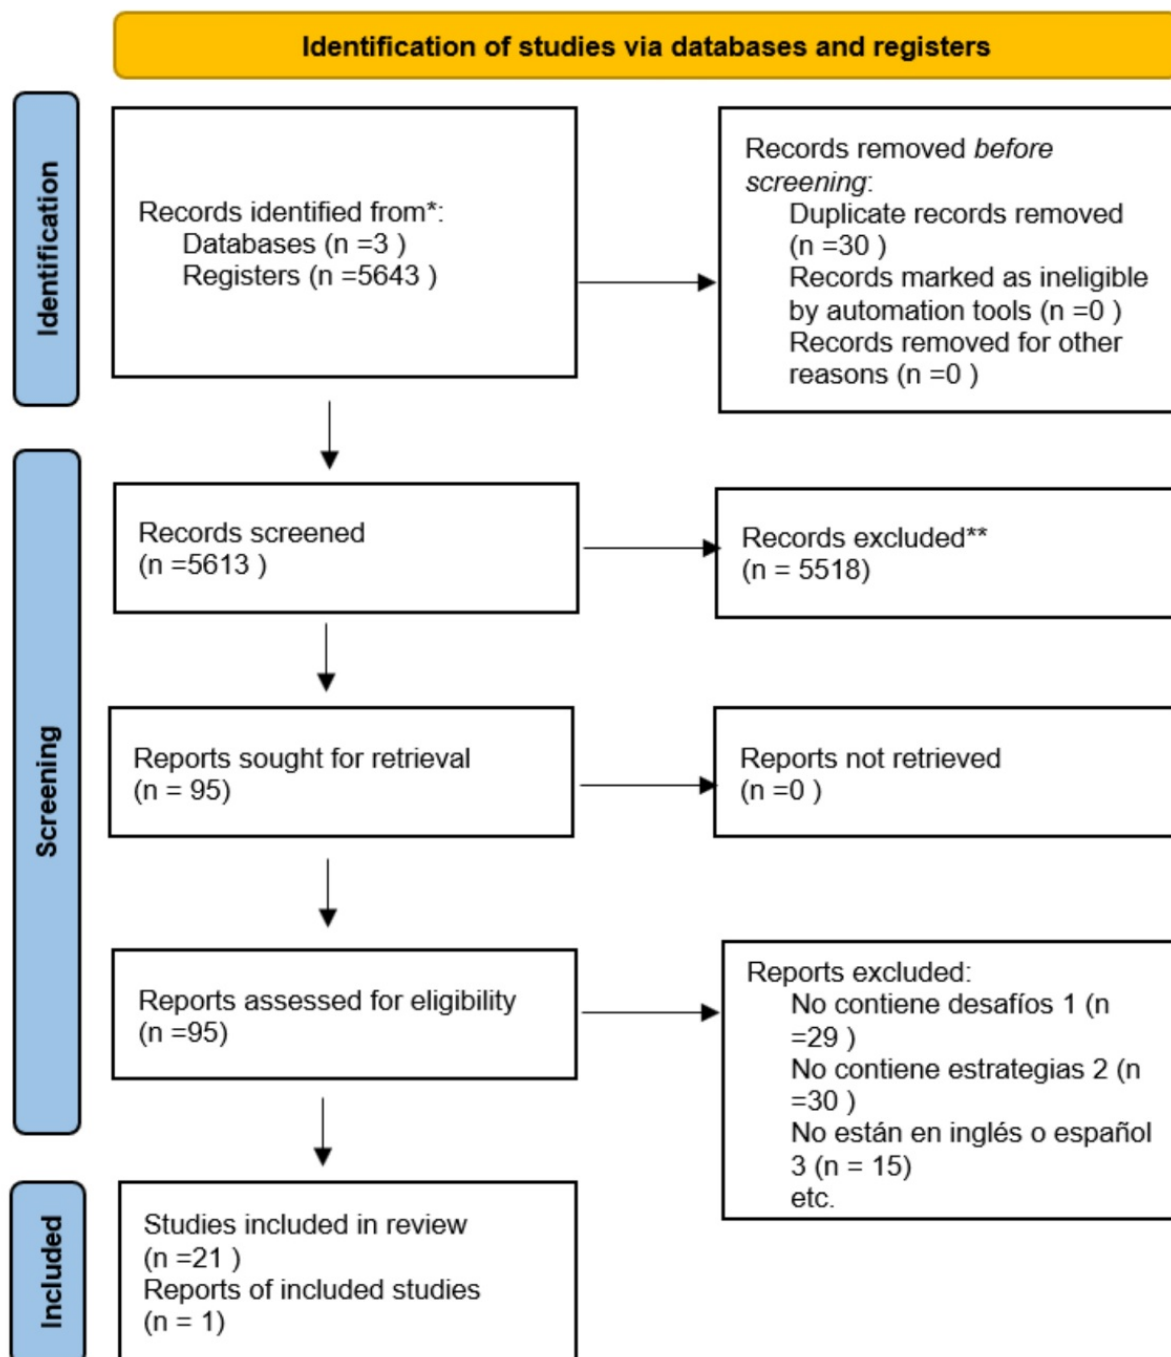 Identification of studies via databases and registers
Identification
Records identified from*:
Databases (n =3 )
Registers (n =5643 )
Records removed before
screening:
Duplicate records removed
(n =30 )
Records marked as ineligible
by automation tools (n =0 )
Records removed for other
reasons (n =0 )
Screening
Records screened
(n =5613 )
Records excluded**
(n = 5518)
Reports sought for retrieval
(n = 95)
Reports not retrieved
(n =0 )
Reports assessed for eligibility
(n =95)
Reports excluded:
No contiene desafíos 1 (n
=29 )
No contiene estrategias 2 (n
=30 )
No están en inglés o español
3 (n = 15)
etc.
Included
Studies included in review
(n =21 )
Reports of included studies
(n = 1)